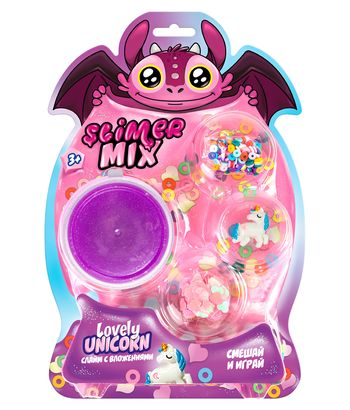 SLIMER
MIX
3+
Lovely
UNICORN
СЛАЙМ С ВЛОЖЕНИЯМИ
СМЕШАЙ
И ИГРАЙ